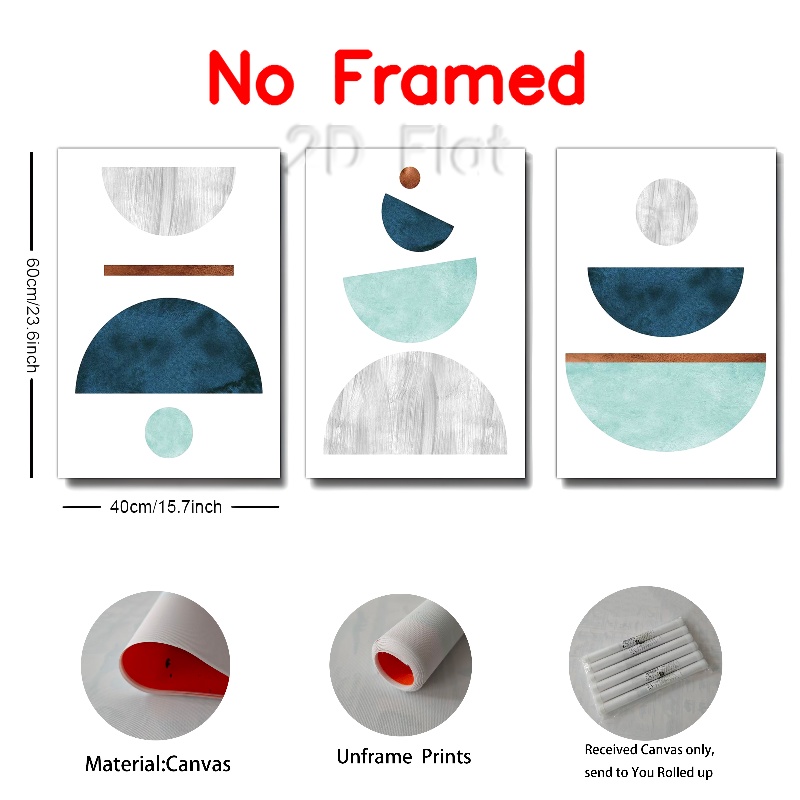 No Framed
2D Flat
60cm/23.6inch
40cm/15.7inch
Material:Canvas
Unframe Prints
Received Canvas only,
send to You Rolled up